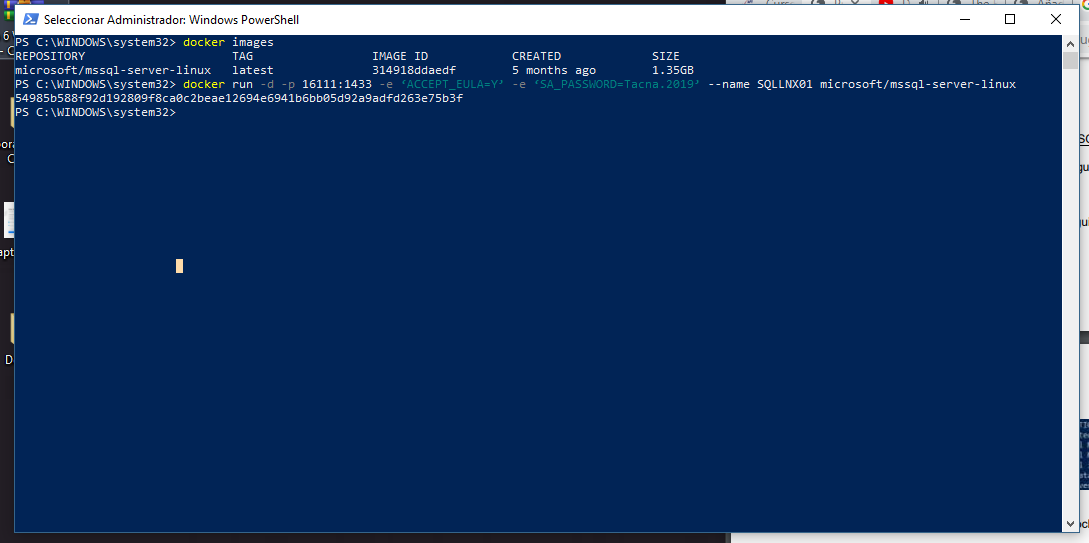 Seleccionar Administrador: Windows PowerShell
PS C:\WINDOWS\system32> docker images
REPOSITORY TAG IMAGE ID CREATED SIZE
microsoft/mssql-server-linux latest 314918ddaedf 5 months ago 1.35GB
PS C:\WINDOWS\system32> docker run -d -p 16111:1433 -e ‘ACCEPT_EULA=Y’ -e ‘SA_PASSWORD=Tacna.2019’ --name SQLLNX01 microsoft/mssql-server-linux
54985b588f92d192809f8ca0c2beae12694e6941b6bb05d92a9adfd263e75b3f
PS C:\WINDOWS\system32>